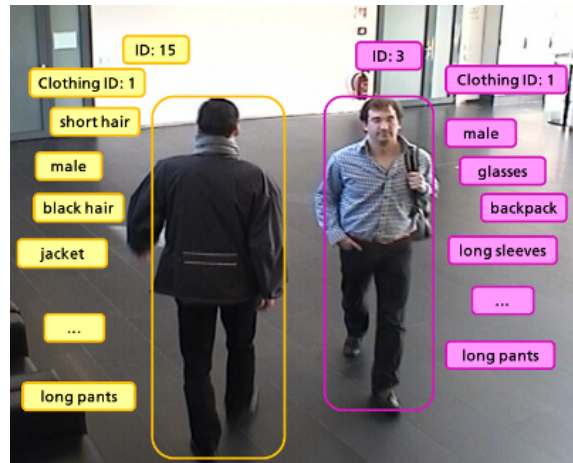 ID: 15
Clothing ID: 1
short hair
male
black hair
jacket
...
long pants
ID: 3
Clothing ID: 1
male
glasses
backpack
long sleeves
...
long pants